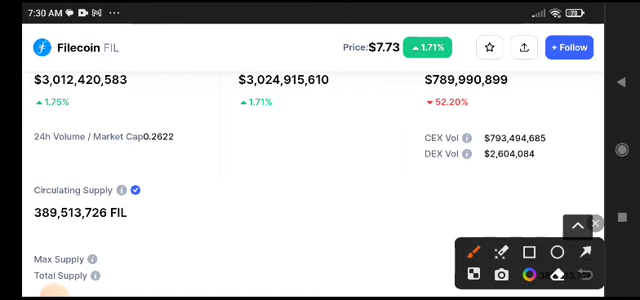 7:30 AM
70
Filecoin FIL
Price:$7.73 1.71%
+ Follow
$3,012,420,583
1.75%
$3,024,915,610
1.71%
$789,990,899
52.20%
24h Volume / Market Cap0.2622
CEX Vol $793,494,685
DEX Vol $2,604,084
Circulating Supply
389,513,726 FIL
Max Supply
Total Supply